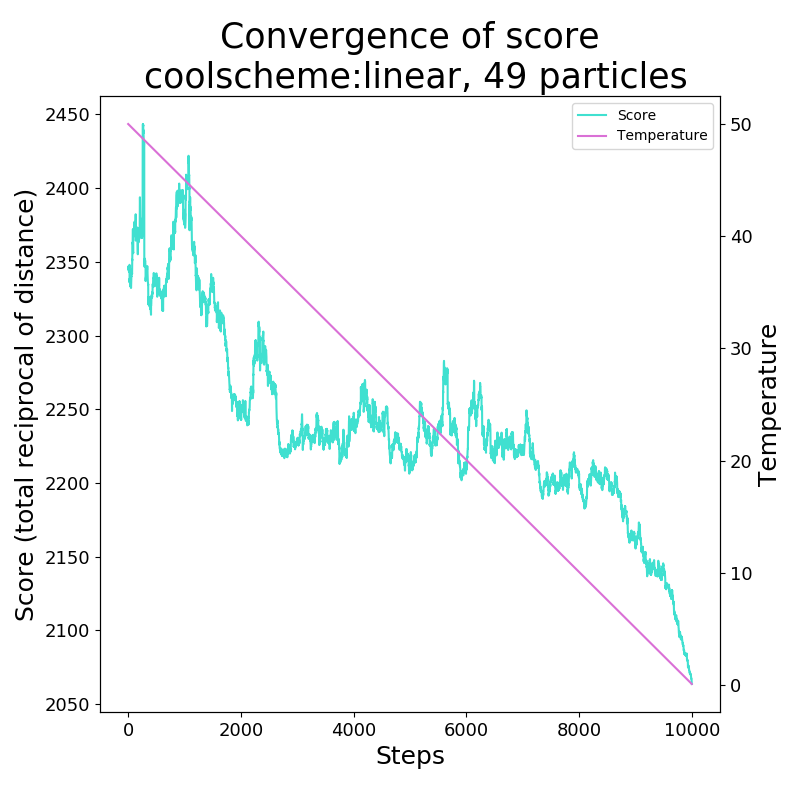 Convergence of score
coolscheme:linear, 49 particles
Score
Temperature
2450
2400
2350
2300
2250
2200
2150
2100
2050
Score (total reciprocal of distance)
50
40
30
20
10
0
Temperature
0 2000 4000 6000 8000 10000
Steps